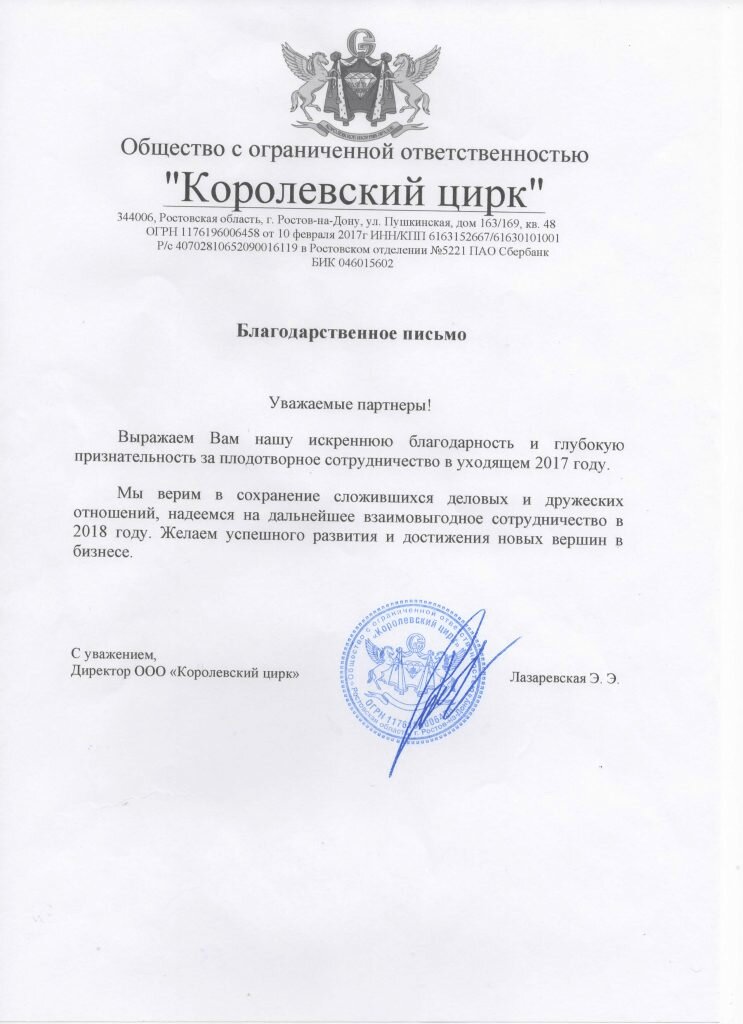 Общество с ограниченной ответственностью
"Королевский цирк"
344006, Ростовская область, г. Ростов-на-Дону, ул. Пушкинская, дом 163/169, кв. 48
ОГРН 1176196006458 от 10 февраля 2017г ИНН/КПП 6163152667/61630101001
Р/с 40702810652090016119 в Ростовском отделении №5221 ПАО Сбербанк
БИК 046015602
Благодарственное письмо
Уважаемые партнеры!
Выражаем Вам нашу искреннюю благодарность и глубокую
признательность за плодотворное сотрудничество в уходящем 2017 году.
Мы верим в сохранение сложившихся деловых и дружеских
отношений, надеемся на дальнейшее взаимовыгодное сотрудничество в
2018 году. Желаем успешного развития и достижения новых вершин в
бизнесе.
С уважением,
Директор ООО «Королевский цирк»
Лазаревская Э. Э.
Общество с ограниченной
«Королевский цирк»
ОГРН
Ростовская область, г. Ростов-на-Дону